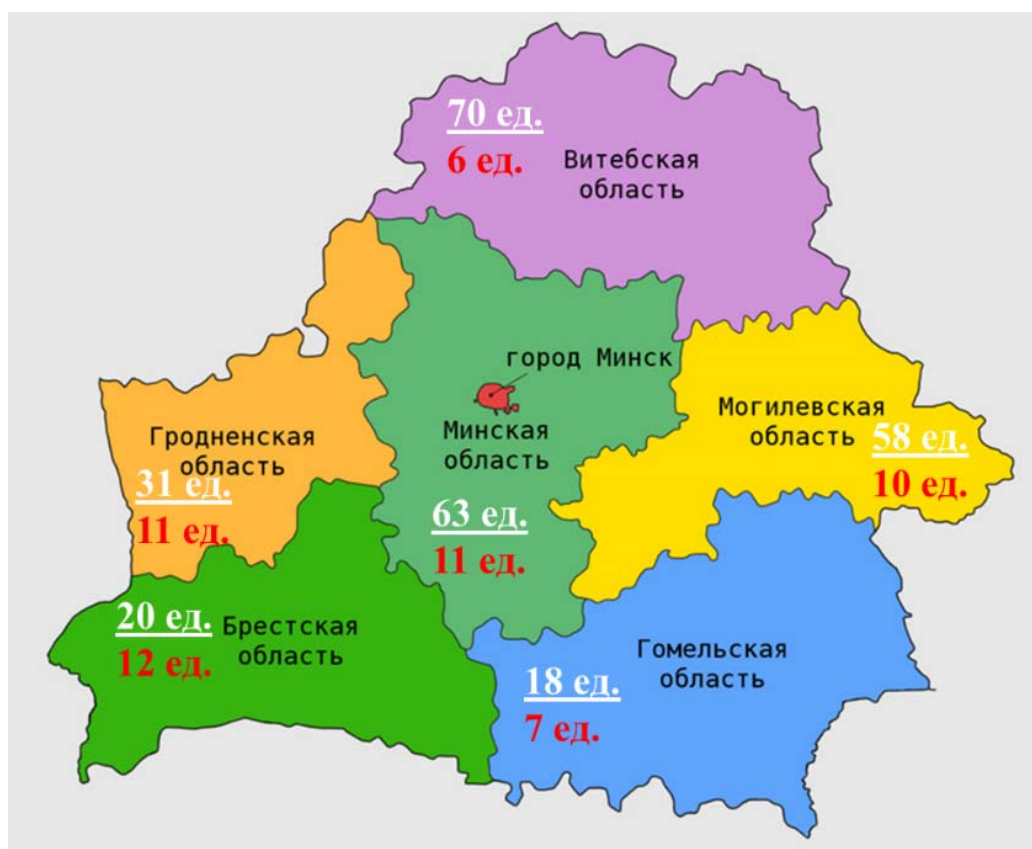 70 ед.
6 ед.
Витебская
область
город Минск
Гродненская
область
31 ед.
11 ед.
Минская
область
63 ед.
11 ед.
Могилевская
область
58 ед.
10 ед.
20 ед.
12 ед.
Брестская
область
Гомельская
область
18 ед.
7 ед.